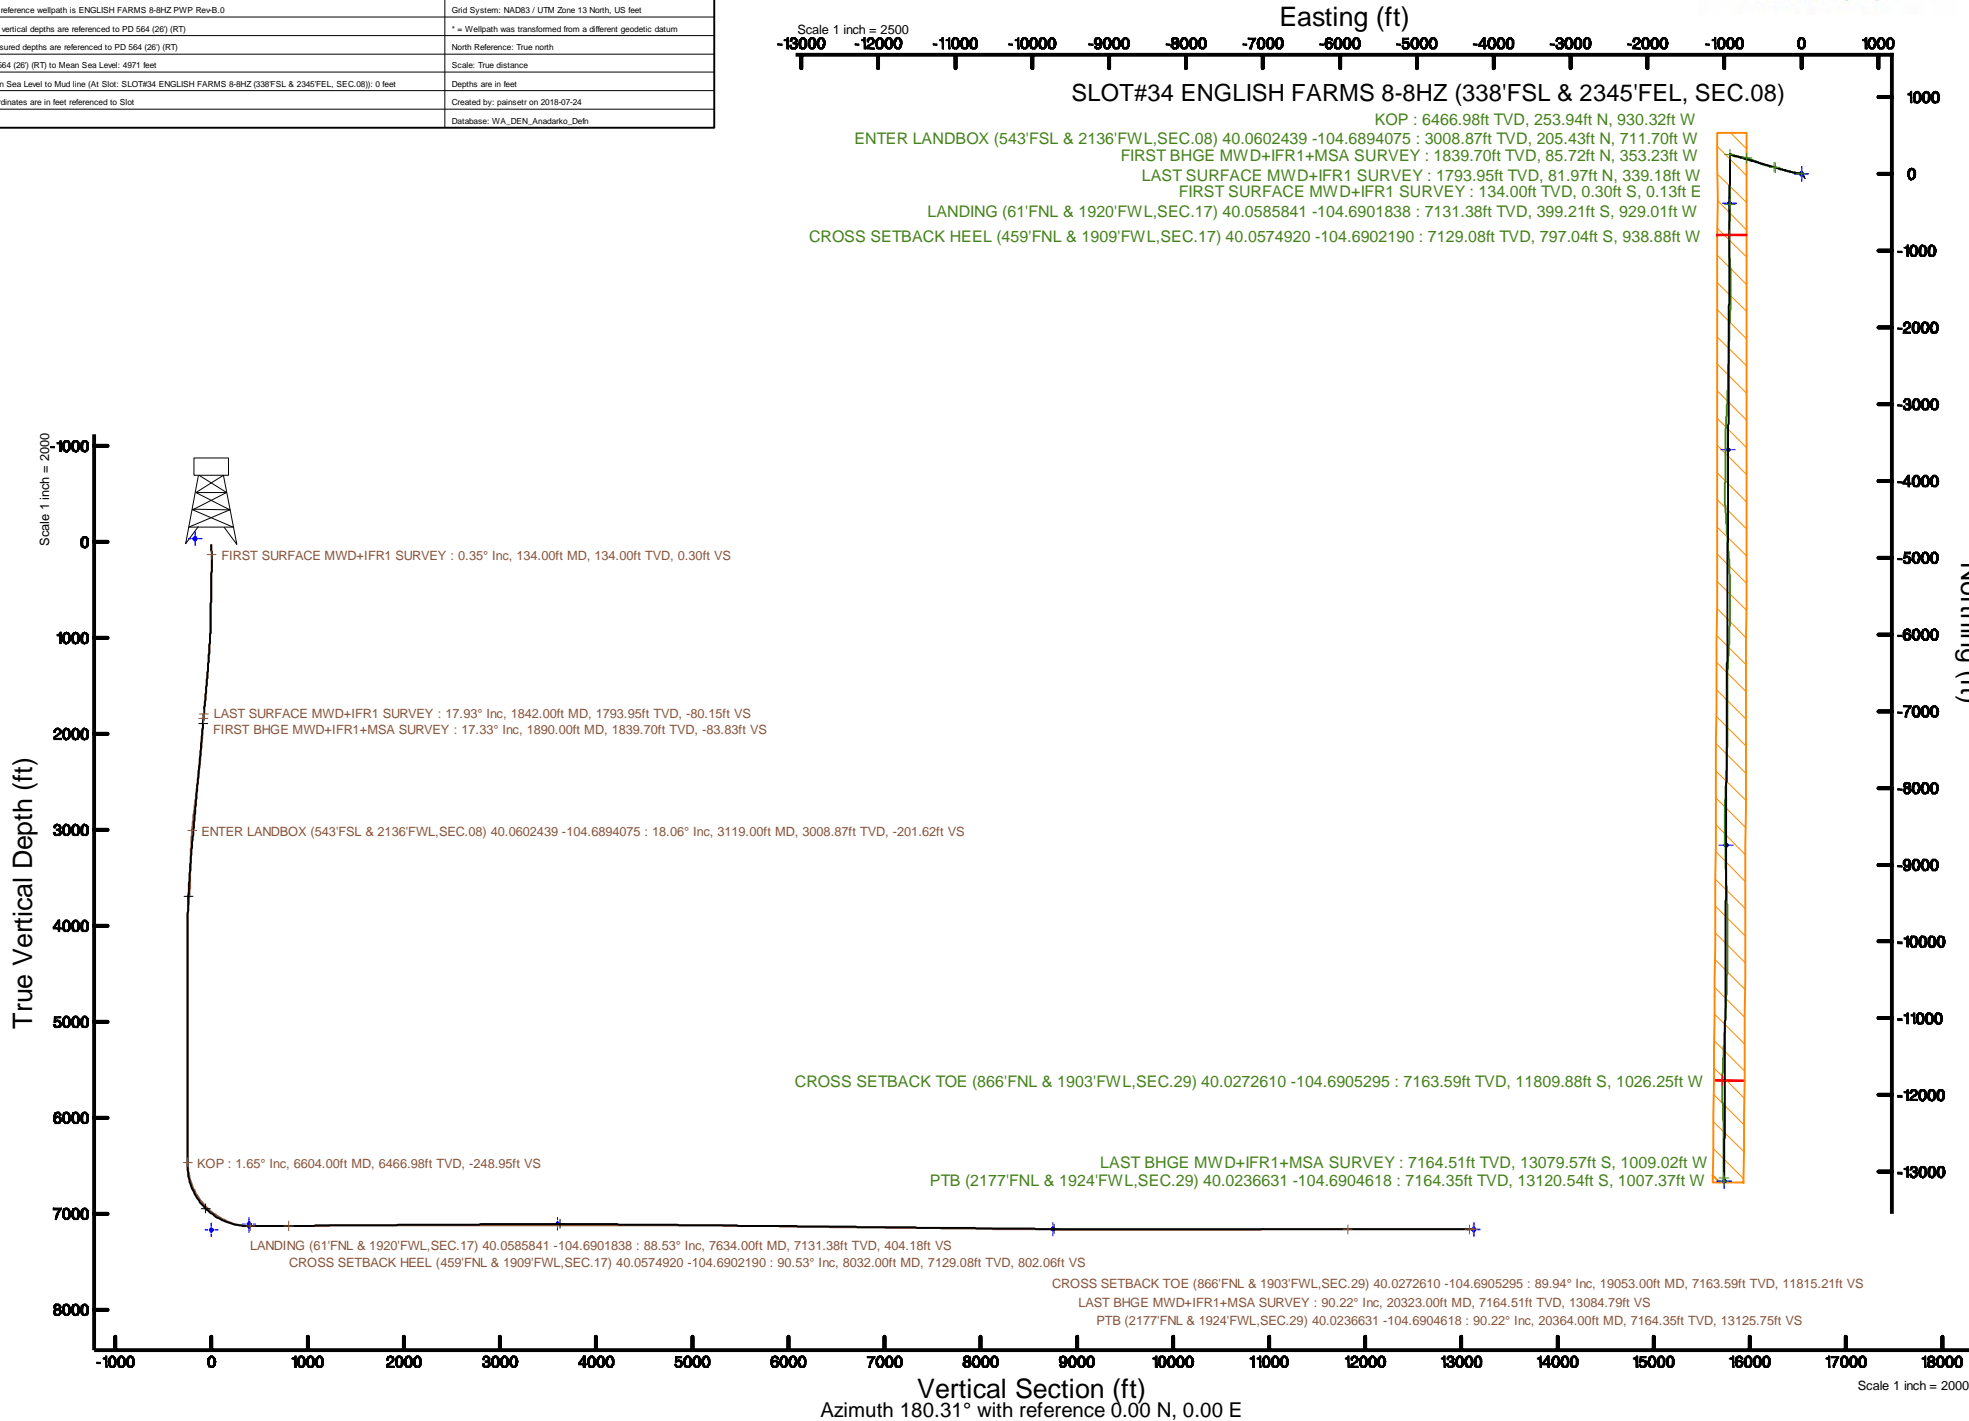 reference wellpath is ENGLISH FARMS 8-8HZ PWP Rev-B.0
Grid System: NAD83 / UTM Zone 13 North, US feet
vertical depths are referenced to PD 564 (26') (RT)
* = Wellpath was transformed from a different geodetic datum
sured depths are referenced to PD 564 (26') (RT)
North Reference: True north
564 (26') (RT) to Mean Sea Level: 4971 feet
Scale: True distance
n Sea Level to Mud line (At Slot: SLOT#34 ENGLISH FARMS 8-8HZ (338'FSL & 2345'FEL, SEC.08)): 0 feet
Depths are in feet
rdinates are in feet referenced to Slot
Created by: painsetr on 2018-07-24
Database: WA_DEN_Anadarko_Defn
Easting (ft)
Scale 1 inch = 2500
-13000 -12000 -11000 -10000 -9000 -8000 -7000 -6000 -5000 -4000 -3000 -2000 -1000 0 1000
SLOT#34 ENGLISH FARMS 8-8HZ (338'FSL & 2345'FEL, SEC.08)
KOP : 6466.98ft TVD, 253.94ft N, 930.32ft W
ENTER LANDBOX (543'FSL & 2136'FWL,SEC.08) 40.0602439 -104.6894075 : 3008.87ft TVD, 205.43ft N, 711.70ft W
FIRST BHGE MWD+IFR1+MSA SURVEY : 1839.70ft TVD, 85.72ft N, 353.23ft W
LAST SURFACE MWD+IFR1 SURVEY : 1793.95ft TVD, 81.97ft N, 339.18ft W
FIRST SURFACE MWD+IFR1 SURVEY : 134.00ft TVD, 0.30ft S, 0.13ft E
LANDING (61'FNL & 1920'FWL,SEC.17) 40.0585841 -104.6901838 : 7131.38ft TVD, 399.21ft S, 929.01ft W
CROSS SETBACK HEEL (459'FNL & 1909'FWL,SEC.17) 40.0574920 -104.6902190 : 7129.08ft TVD, 797.04ft S, 938.88ft W
CROSS SETBACK TOE (866'FNL & 1903'FWL,SEC.29) 40.0272610 -104.6905295 : 7163.59ft TVD, 11809.88ft S, 1026.25ft W
LAST BHGE MWD+IFR1+MSA SURVEY : 7164.51ft TVD, 13079.57ft S, 1009.02ft W
PTB (2177'FNL & 1924'FWL,SEC.29) 40.0236631 -104.6904618 : 7164.35ft TVD, 13120.54ft S, 1007.37ft W
1000
0
-1000
-2000
-3000
-4000
-5000
-6000
-7000
-8000
-9000
-10000
-11000
-12000
-13000
Northing (ft)
Scale 1 inch = 2000
True Vertical Depth (ft)
-1000
0
1000
2000
3000
4000
5000
6000
7000
8000
FIRST SURFACE MWD+IFR1 SURVEY : 0.35° Inc, 134.00ft MD, 134.00ft TVD, 0.30ft VS
LAST SURFACE MWD+IFR1 SURVEY : 17.93° Inc, 1842.00ft MD, 1793.95ft TVD, -80.15ft VS
FIRST BHGE MWD+IFR1+MSA SURVEY : 17.33° Inc, 1890.00ft MD, 1839.70ft TVD, -83.83ft VS
ENTER LANDBOX (543'FSL & 2136'FWL,SEC.08) 40.0602439 -104.6894075 : 18.06° Inc, 3119.00ft MD, 3008.87ft TVD, -201.62ft VS
KOP : 1.65° Inc, 6604.00ft MD, 6466.98ft TVD, -248.95ft VS
LANDING (61'FNL & 1920'FWL,SEC.17) 40.0585841 -104.6901838 : 88.53° Inc, 7634.00ft MD, 7131.38ft TVD, 404.18ft VS
CROSS SETBACK HEEL (459'FNL & 1909'FWL,SEC.17) 40.0574920 -104.6902190 : 90.53° Inc, 8032.00ft MD, 7129.08ft TVD, 802.06ft VS
CROSS SETBACK TOE (866'FNL & 1903'FWL,SEC.29) 40.0272610 -104.6905295 : 89.94° Inc, 19053.00ft MD, 7163.59ft TVD, 11815.21ft VS
LAST BHGE MWD+IFR1+MSA SURVEY : 90.22° Inc, 20323.00ft MD, 7164.51ft TVD, 13084.79ft VS
PTB (2177'FNL & 1924'FWL,SEC.29) 40.0236631 -104.6904618 : 90.22° Inc, 20364.00ft MD, 7164.35ft TVD, 13125.75ft VS
-1000 0 1000 2000 3000 4000 5000 6000 7000 8000 9000 10000 11000 12000 13000 14000 15000 16000 17000 18000
Vertical Section (ft)
Scale 1 inch = 2000
Azimuth 180.31° with reference 0.00 N, 0.00 E